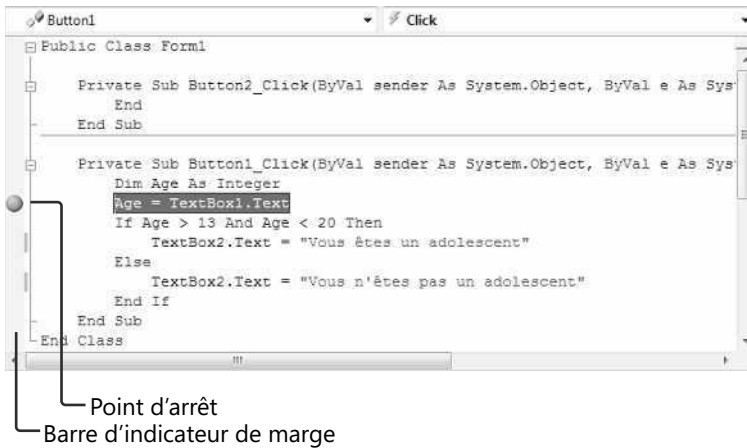 Button1 Click
Public Class Form1
Private Sub Button2_Click(ByVal sender As System.Object, ByVal e As Sys
End
End Sub
Private Sub Button1_Click(ByVal sender As System.Object, ByVal e As Sys
Dim Age As Integer
Age = TextBox1.Text
If Age > 13 And Age < 20 Then
TextBox2.Text = "Vous êtes un adolescent"
Else
TextBox2.Text = "Vous n'êtes pas un adolescent"
End If
End Sub
End Class
Point d’arrêt
Barre d’indicateur de marge